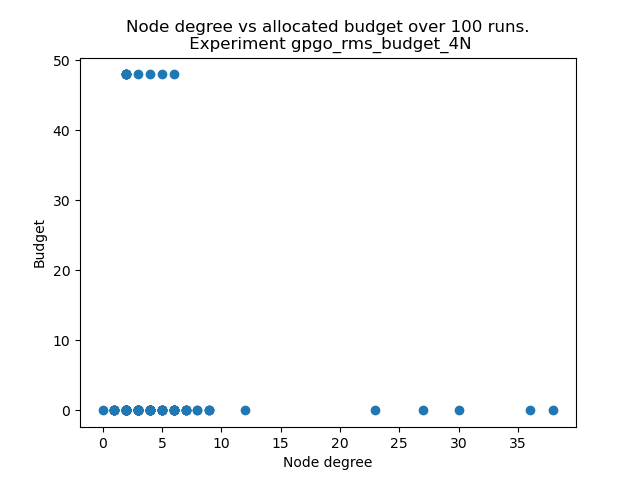 Node degree vs allocated budget over 100 runs.
Experiment gpgo_rms_budget_4N
50
40
30
20
10
0
Budget
0 5 10 15 20 25 30 35
Node degree